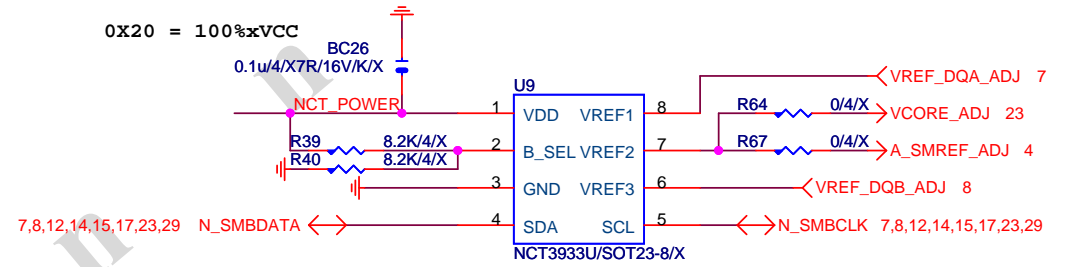 0X20 = 100%xVCC
BC26
0.1u/4/X7R/16V/K/X
U9
VREF_DQA_ADJ 7
NCT_POWER
1 VDD VREF1 8
R64 0/4/X VCORE_ADJ 23
R39 8.2K/4/X
2 B_SEL VREF2 7
R67 0/4/X A_SMREF_ADJ 4
R40 8.2K/4/X
3 GND VREF3 6
VREF_DQB_ADJ 8
7,8,12,14,15,17,23,29 N_SMBDATA
4 SDA SCL 5
N_SMBCLK 7,8,12,14,15,17,23,29
NCT3933U/SOT23-8/X
n
n